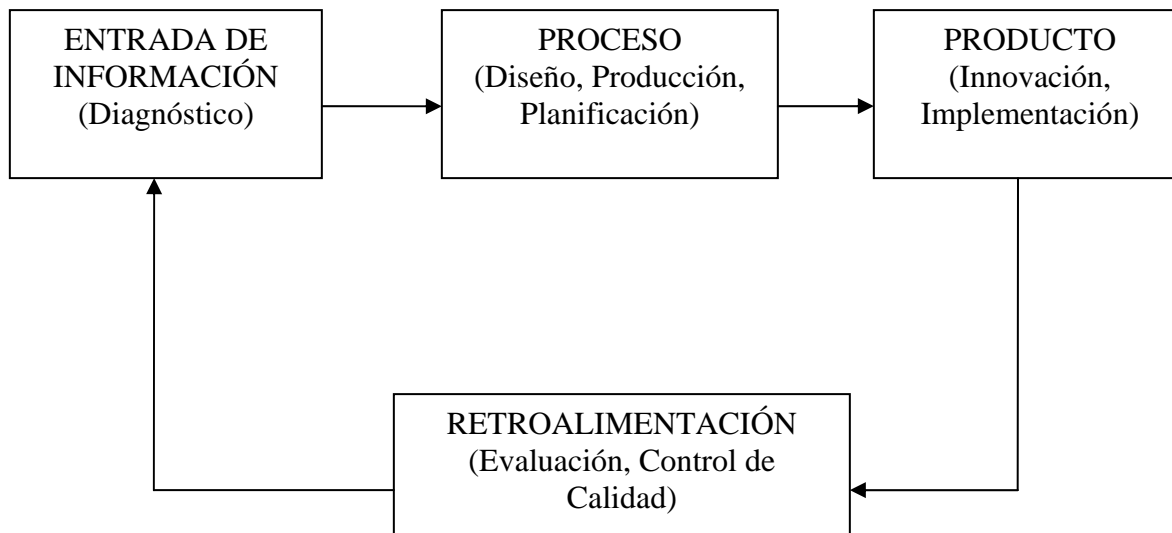 ENTRADA DE
INFORMACIÓN
(Diagnóstico)
PROCESO
(Diseño, Producción,
Planificación)
PRODUCTO
(Innovación,
Implementación)
RETROALIMENTACIÓN
(Evaluación, Control de
Calidad)